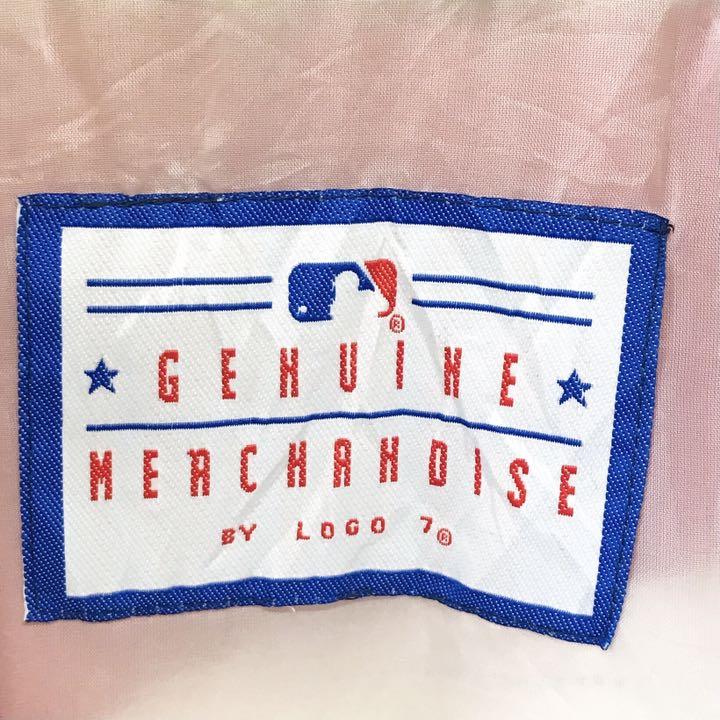 ®
GENUINE
MERCHANDISE
BY LOGO 7®